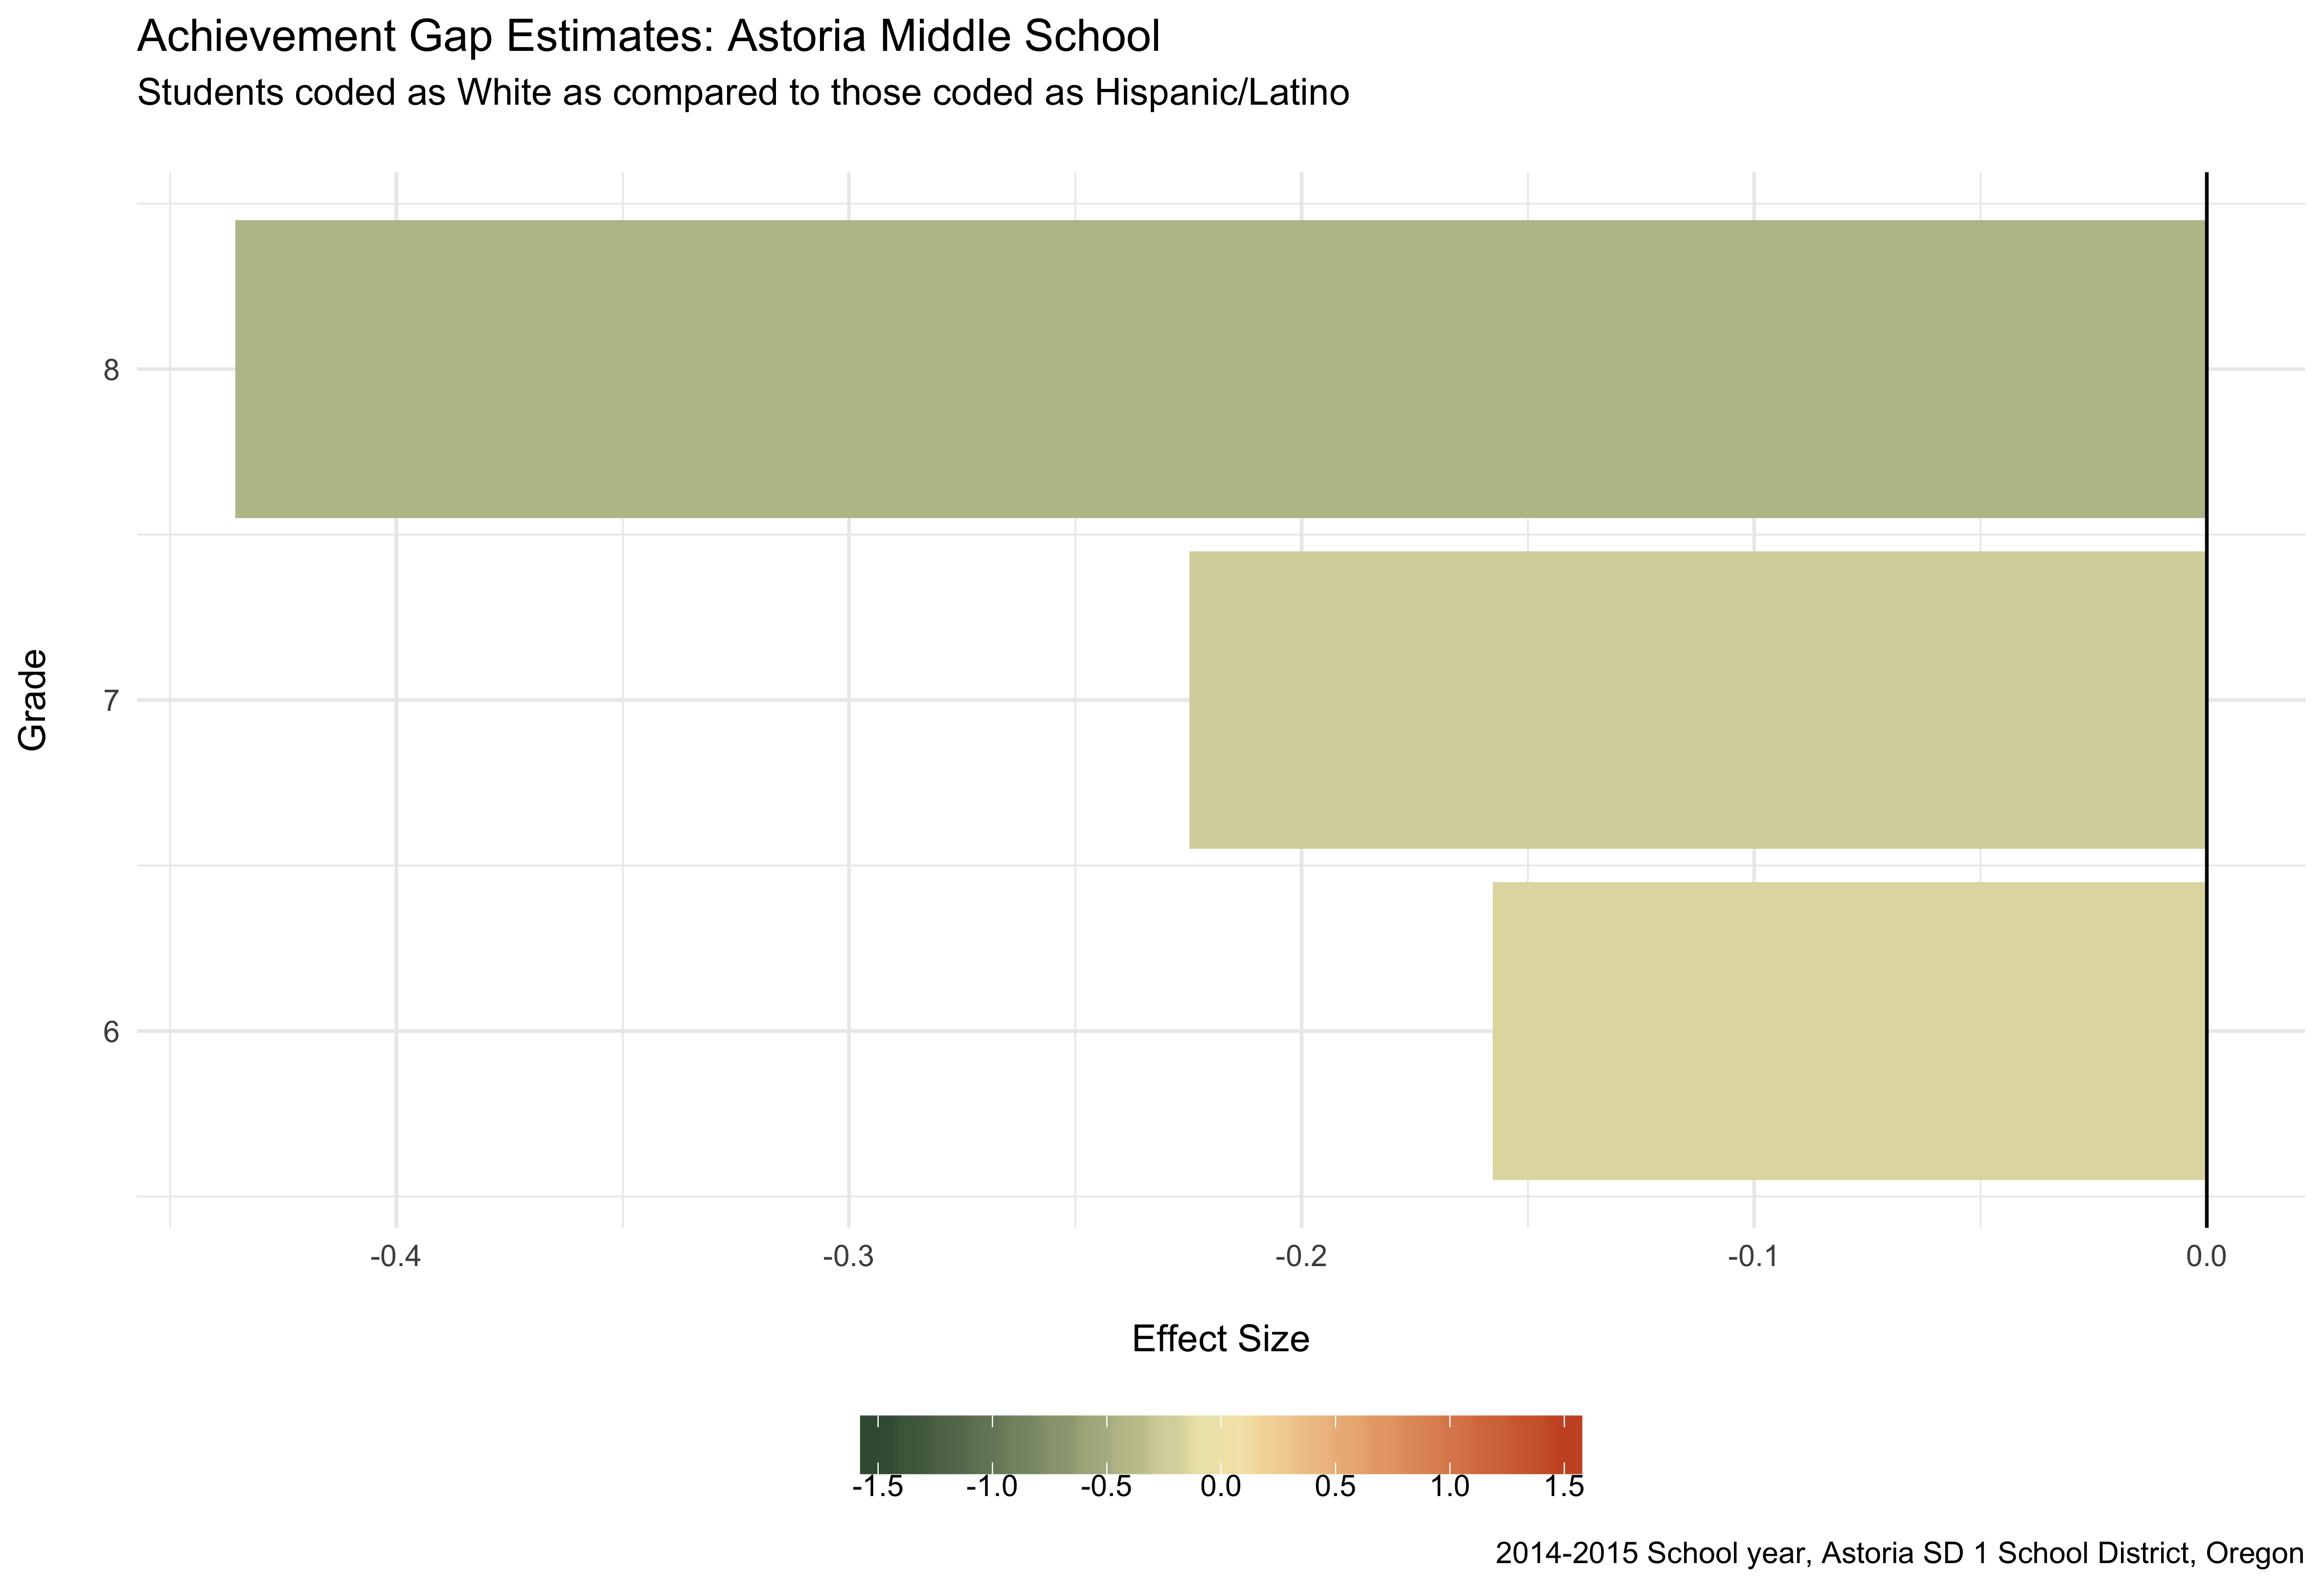 Achievement Gap Estimates: Astoria Middle School
Students coded as White as compared to those coded as Hispanic/Latino
Grade
8
7
6
-0.4 -0.3 -0.2 -0.1 0.0
Effect Size
-1.5 -1.0 -0.5 0.0 0.5 1.0 1.5
2014-2015 School year, Astoria SD 1 School District, Oregon